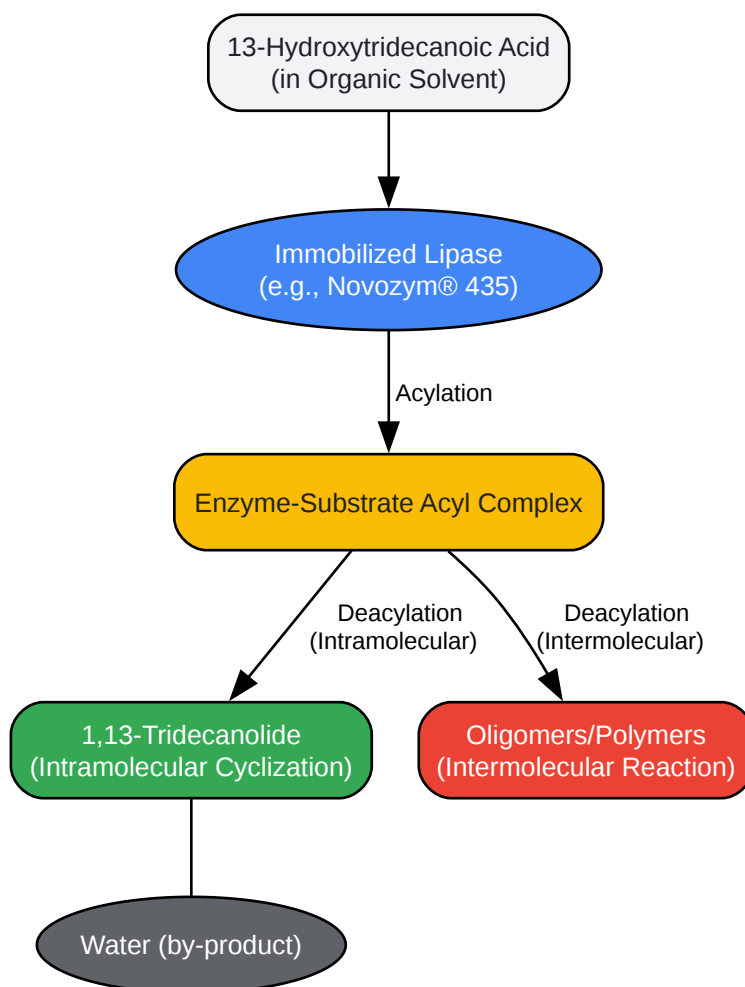 13-Hydroxytridecanoic Acid
(in Organic Solvent)
Immobilized Lipase
(e.g., Novozym® 435)
Acylation
Enzyme-Substrate Acyl Complex
Deacylation
(Intramolecular)
Deacylation
(Intermolecular)
1,13-Tridecanolide
(Intramolecular Cyclization)
Oligomers/Polymers
(Intermolecular Reaction)
Water (by-product)